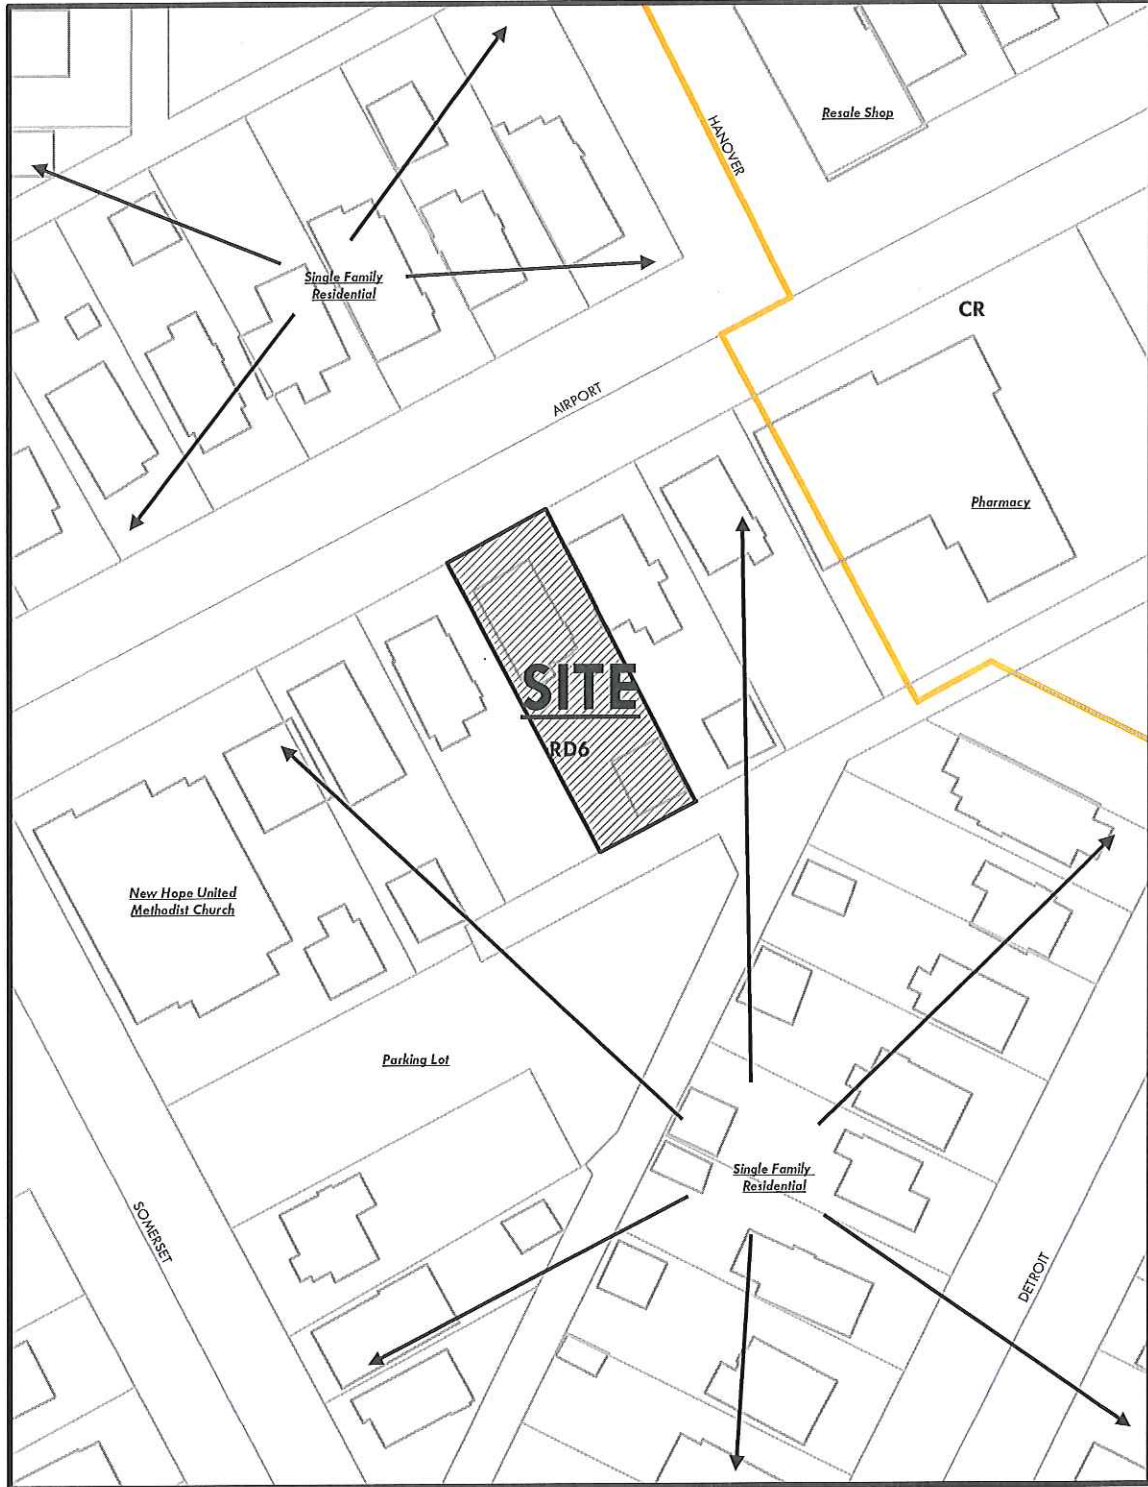 Resale Shop
HANOVER
Single Family
Residential
CR
AIRPORT
Pharmacy
SITE
RD6
New Hope United
Methodist Church
Parking Lot
Single Family
Residential
SOMERSET
DETROIT